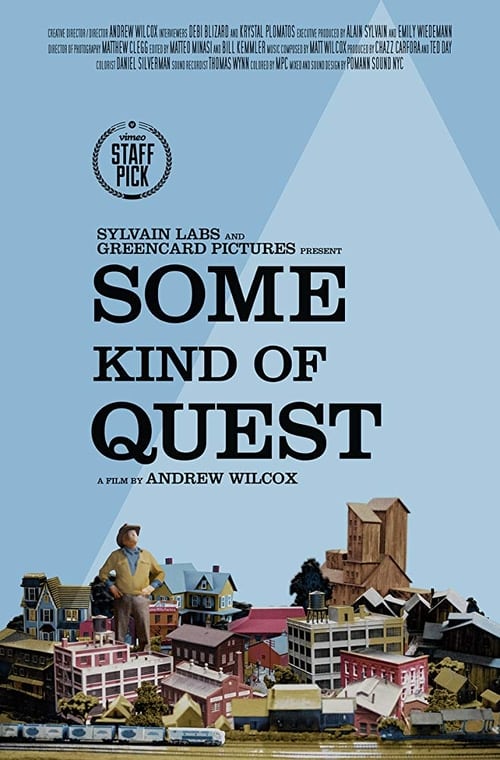 CREATIVE DIRECTOR / DIRECTOR ANDREW WILCOX INTERVIEWERS DEBI BLIZARD AND KRYSTAL PLOMATOS EXECUTIVE PRODUCED BY ALAIN SYLVAIN AND EMILY WIEDEMANN
DIRECTOR OF PHOTOGRAPHY MATTHEW CLEGG EDITED BY MATTEO MINASI AND BILL KEMMLER MUSIC COMPOSED BY MATT WILCOX PRODUCED BY CHAZZ CARFORA AND TED DAY
COLORIST DANIEL SILVERMAN SOUND RECORDIST THOMAS WYNN COLORED BY MPC MIXED AND SOUND DESIGN BY POMANN SOUND NYC
vimeo
STAFF
PICK
SYLVAIN LABS AND
GREENCARD PICTURES PRESENT
SOME
KIND OF
QUEST
A FILM BY ANDREW WILCOX